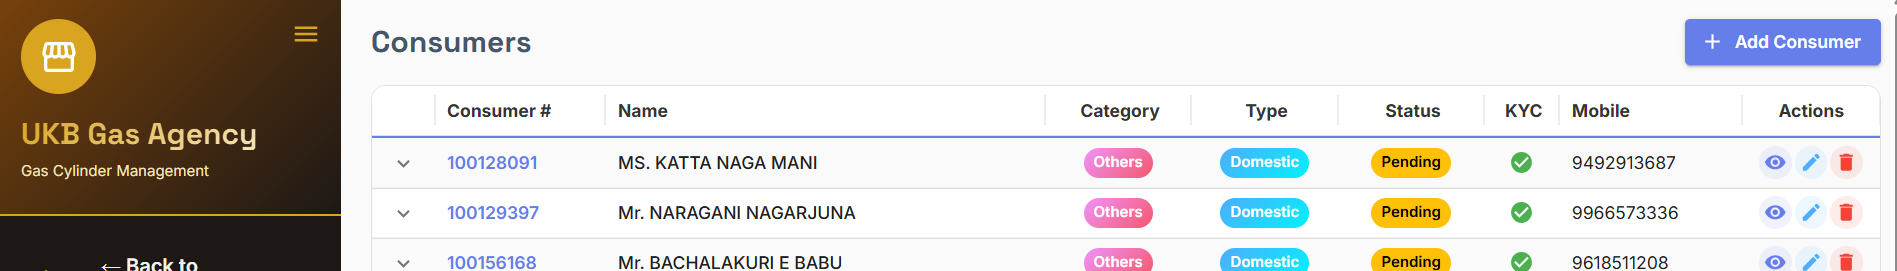 UKB Gas Agency
Gas Cylinder Management
← Back to
Consumers
+ Add Consumer
Consumer # Name Category Type Status KYC Mobile Actions
100128091 MS. KATTA NAGA MANI Others Domestic Pending 9492913687
100129397 Mr. NARAGANI NAGARJUNA Others Domestic Pending 9966573336
100156168 Mr. BACHALAKURI E BABU Others Domestic Pending 9618511208